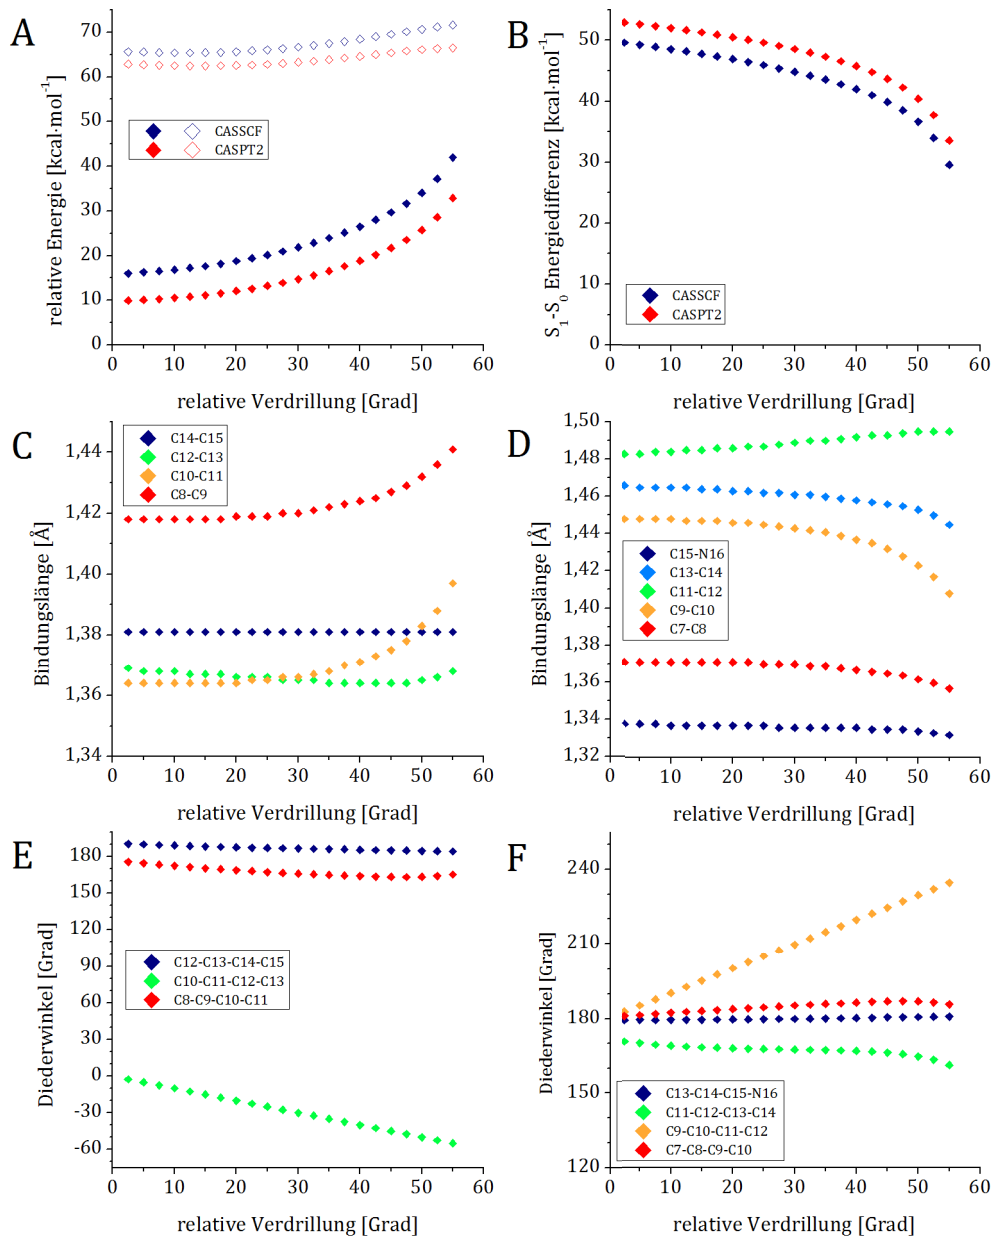 A
70
60
50
40
30
20
10
0
relative Energie [kcal·mol⁻¹]
CASSCF
CASPT2
0 10 20 30 40 50 60
relative Verdrillung [Grad]
B
50
40
30
20
10
0
S₁-S₀ Energiedifferenz [kcal·mol⁻¹]
CASSCF
CASPT2
0 10 20 30 40 50 60
relative Verdrillung [Grad]
C
1,44
1,42
1,40
1,38
1,36
1,34
Bindungslänge [Å]
C14-C15
C12-C13
C10-C11
C8-C9
0 10 20 30 40 50 60
relative Verdrillung [Grad]
D
1,50
1,48
1,46
1,44
1,42
1,40
1,38
1,36
1,34
1,32
Bindungslänge [Å]
C15-N16
C13-C14
C11-C12
C9-C10
C7-C8
0 10 20 30 40 50 60
relative Verdrillung [Grad]
E
180
150
120
90
60
30
0
-30
-60
Diederwinkel [Grad]
C12-C13-C14-C15
C10-C11-C12-C13
C8-C9-C10-C11
0 10 20 30 40 50 60
relative Verdrillung [Grad]
F
240
210
180
150
120
Diederwinkel [Grad]
C13-C14-C15-N16
C11-C12-C13-C14
C9-C10-C11-C12
C7-C8-C9-C10
0 10 20 30 40 50 60
relative Verdrillung [Grad]